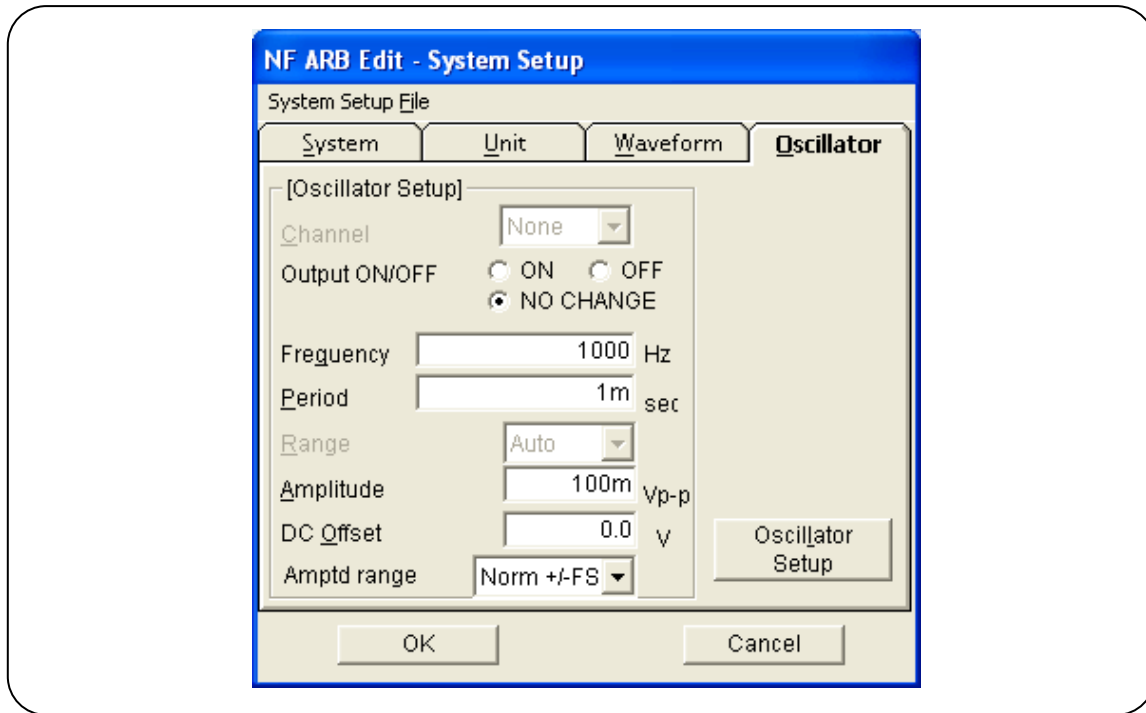 NF ARB Edit - System Setup
System Setup File
System Unit Waveform Oscillator
[Oscillator Setup]
Channel None
Output ON/OFF ON OFF
NO CHANGE
Freguency 1000 Hz
Period 1m sec
Range Auto
Amplitude 100m Vp-p
DC Offset 0.0 V
Amptd range Norm +/-FS
Oscillator
Setup
OK Cancel